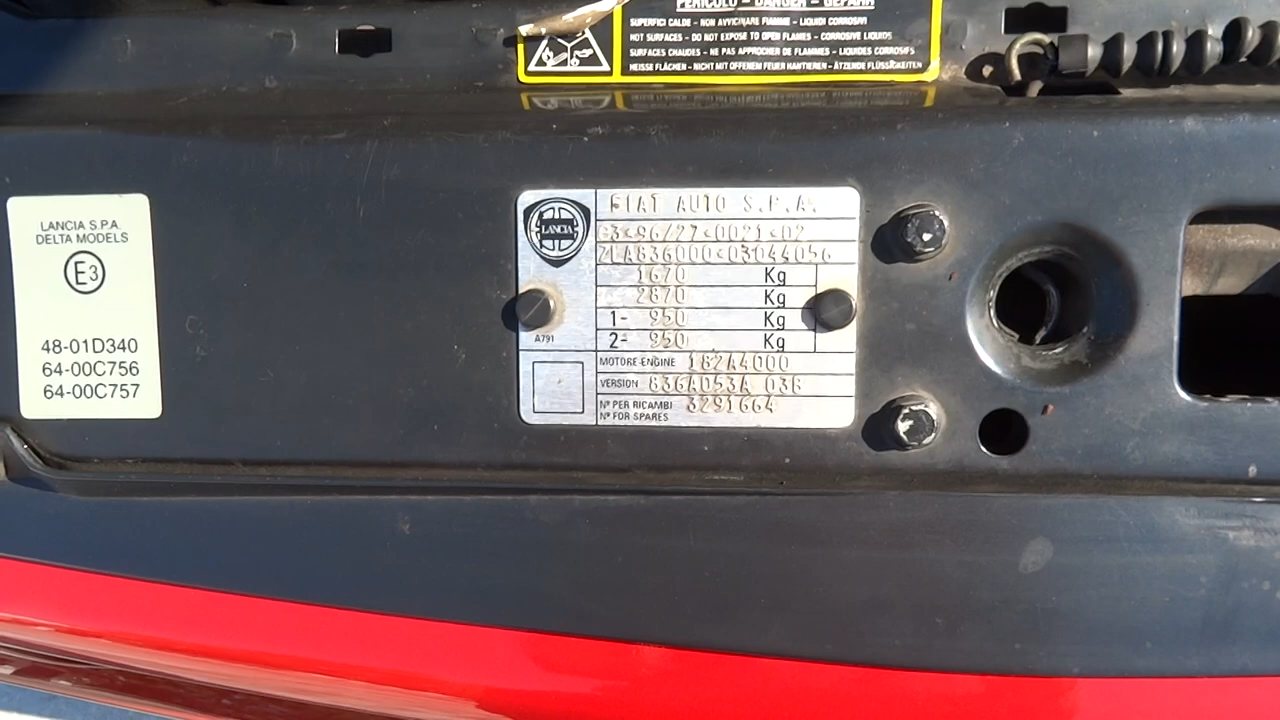 PERICOLO - DANGER - GEFAHR
SUPERFICI CALDE - NON AVVICINARE FIAMME - LIQUIDI CORROSIVI
HOT SURFACES - DO NOT EXPOSE TO OPEN FLAMES - CORROSIVE LIQUIDS
SURFACES CHAUDES - NE PAS APPROCHER DE FLAMMES - LIQUIDES CORROSIFS
HEISSE FLÄCHEN - NICHT MIT OFFENEM FEUER HANTIEREN - ÄTZENDE FLÜSSIGKEITEN
LANCIA S.P.A.
DELTA MODELS
E3
48-01D340
64-00C756
64-00C757
LANCIA
FIAT AUTO S.P.A.
G3<96/27<0021<02
ZLA836000<03044056
1670 Kg
2870 Kg
1- 950 Kg
2- 950 Kg
A791
MOTORE-ENGINE 182A4000
VERSION 836AD53A 03B
Nº PER RICAMBI
Nº FOR SPARES 3291664